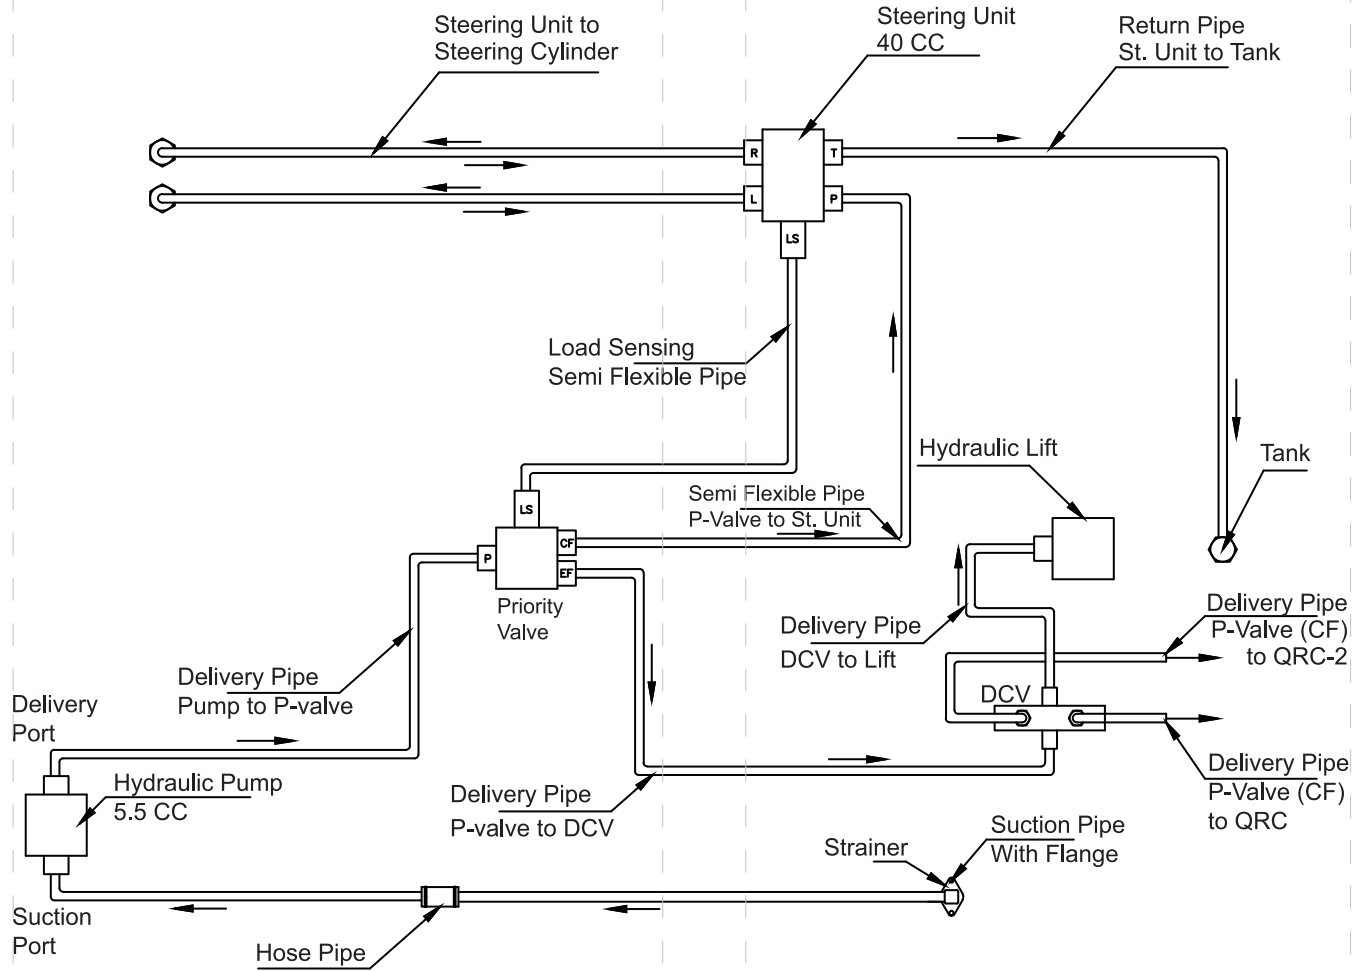 Steering Unit to
Steering Cylinder
Steering Unit
40 CC
Return Pipe
St. Unit to Tank
R
T
L
P
LS
Load Sensing
Semi Flexible Pipe
Hydraulic Lift
Tank
Semi Flexible Pipe
P-Valve to St. Unit
LS
P
CF
EF
Priority
Valve
Delivery Pipe
DCV to Lift
Delivery Pipe
P-Valve (CF)
to QRC-2
Delivery Pipe
Pump to P-valve
DCV
Delivery
Port
Delivery Pipe
P-Valve (CF)
to QRC
Hydraulic Pump
5.5 CC
Delivery Pipe
P-valve to DCV
Strainer
Suction Pipe
With Flange
Suction
Port
Hose Pipe